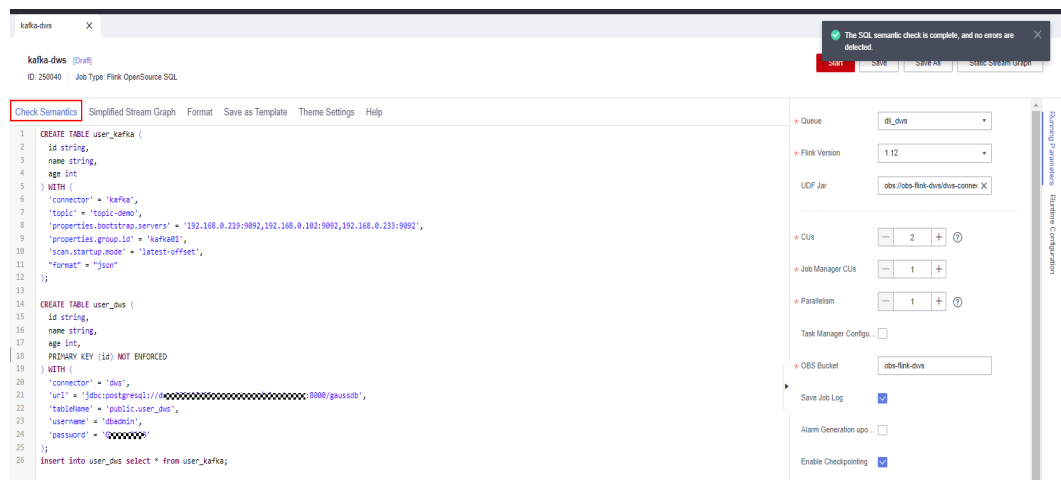 kafka-dws X
The SQL semantic check is complete, and no errors are
detected.
kafka-dws [Draft]
Start Save Save As Static Stream Graph
ID: 250040 Job Type: Flink OpenSource SQL
Check Semantics Simplified Stream Graph Format Save as Template Theme Settings Help
1 CREATE TABLE user_kafka (
2 id string,
3 name string,
4 age int
5 ) WITH (
6 'connector' = 'kafka',
7 'topic' = 'topic-demo',
8 'properties.bootstrap.servers' = '192.168.0.219:9092,192.168.0.102:9092,192.168.0.233:9092',
9 'properties.group.id' = 'kafka01',
10 'scan.startup.mode' = 'latest-offset',
11 "format" = "json"
12 );
13
14 CREATE TABLE user_dws (
15 id string,
16 name string,
17 age int,
18 PRIMARY KEY (id) NOT ENFORCED
19 ) WITH (
20 'connector' = 'dws',
21 'url' = 'jdbc:postgresql://d :8000/gaussdb',
22 'tableName' = 'public.user_dws',
23 'username' = 'dbadmin',
24 'password' = '
25 );
26 insert into user_dws select * from user_kafka;
* Queue dli_dws
* Flink Version 1.12
UDF Jar obs://obs-flink-dws/dws-connec X
* CUs — 2 + ?
* Job Manager CUs — 1 +
* Parallelism — 1 + ?
Task Manager Configu...
* OBS Bucket obs-flink-dws
Save Job Log
Alarm Generation upo...
Enable Checkpointing
Running Parameters
Runtime Configuration